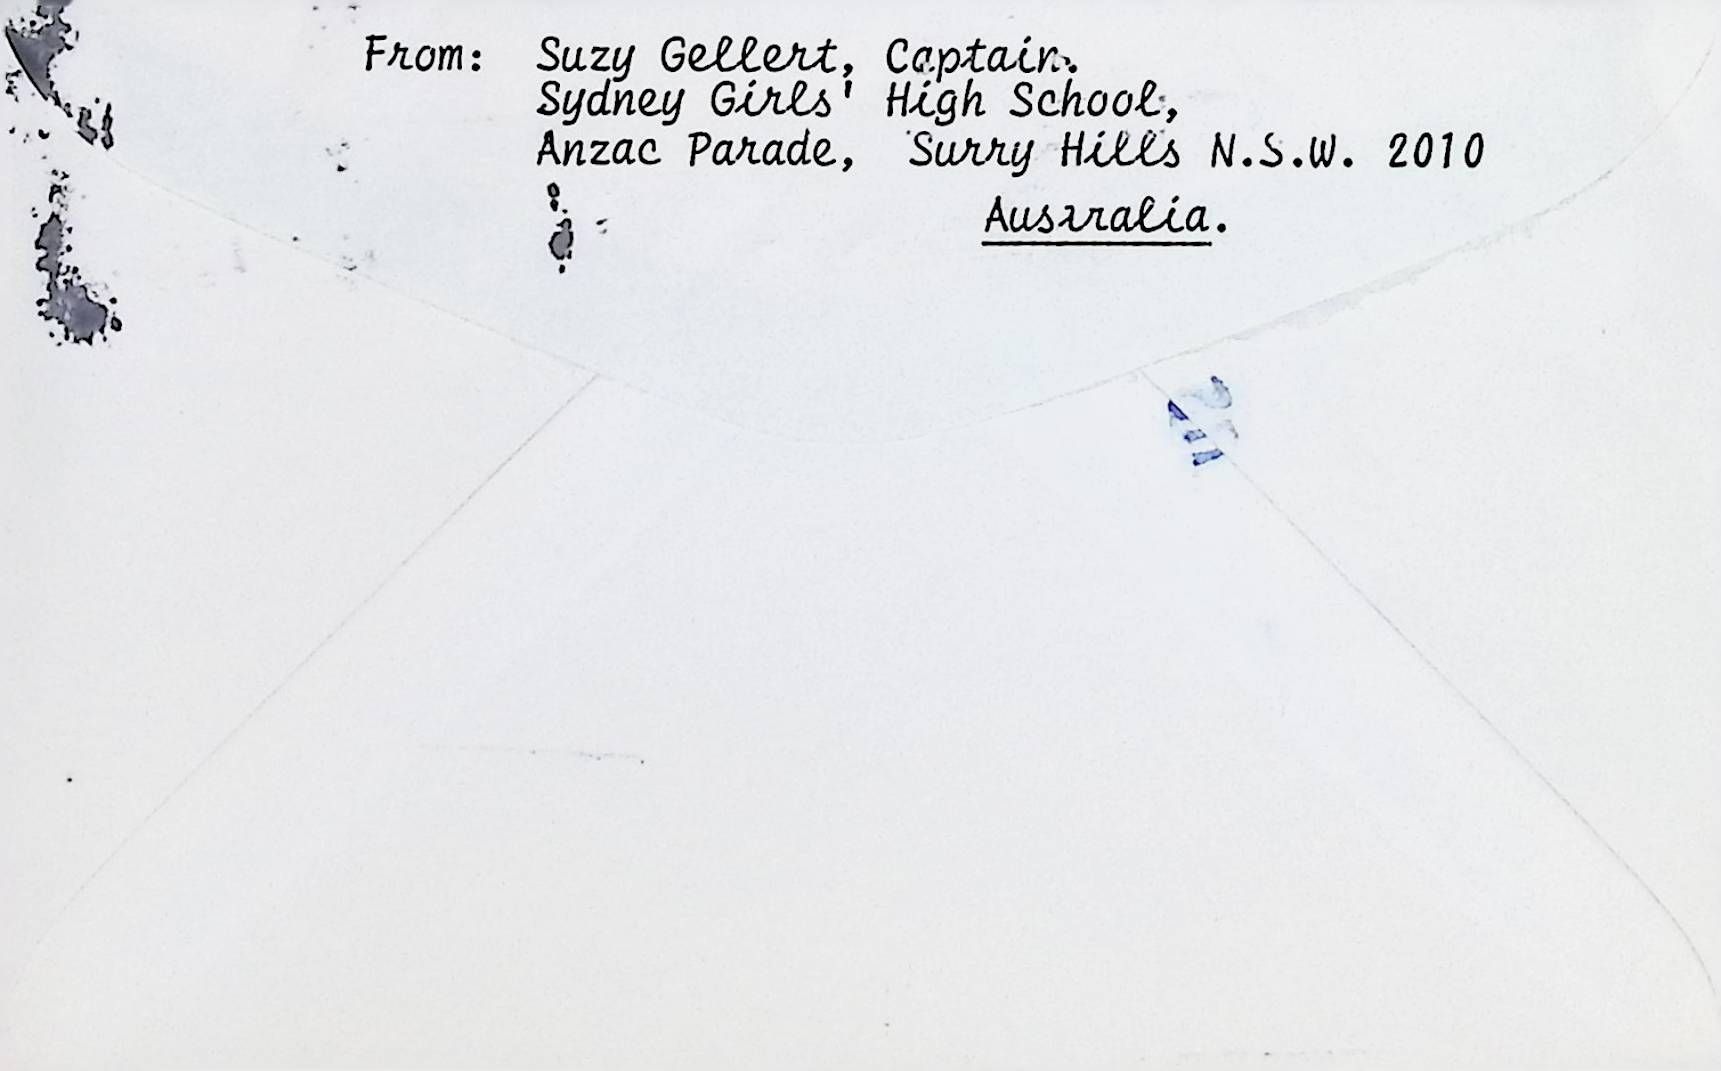 From: Suzy Gellert, Captain.
Sydney Girls' High School,
Anzac Parade, Surry Hills N.S.W. 2010
Australia.